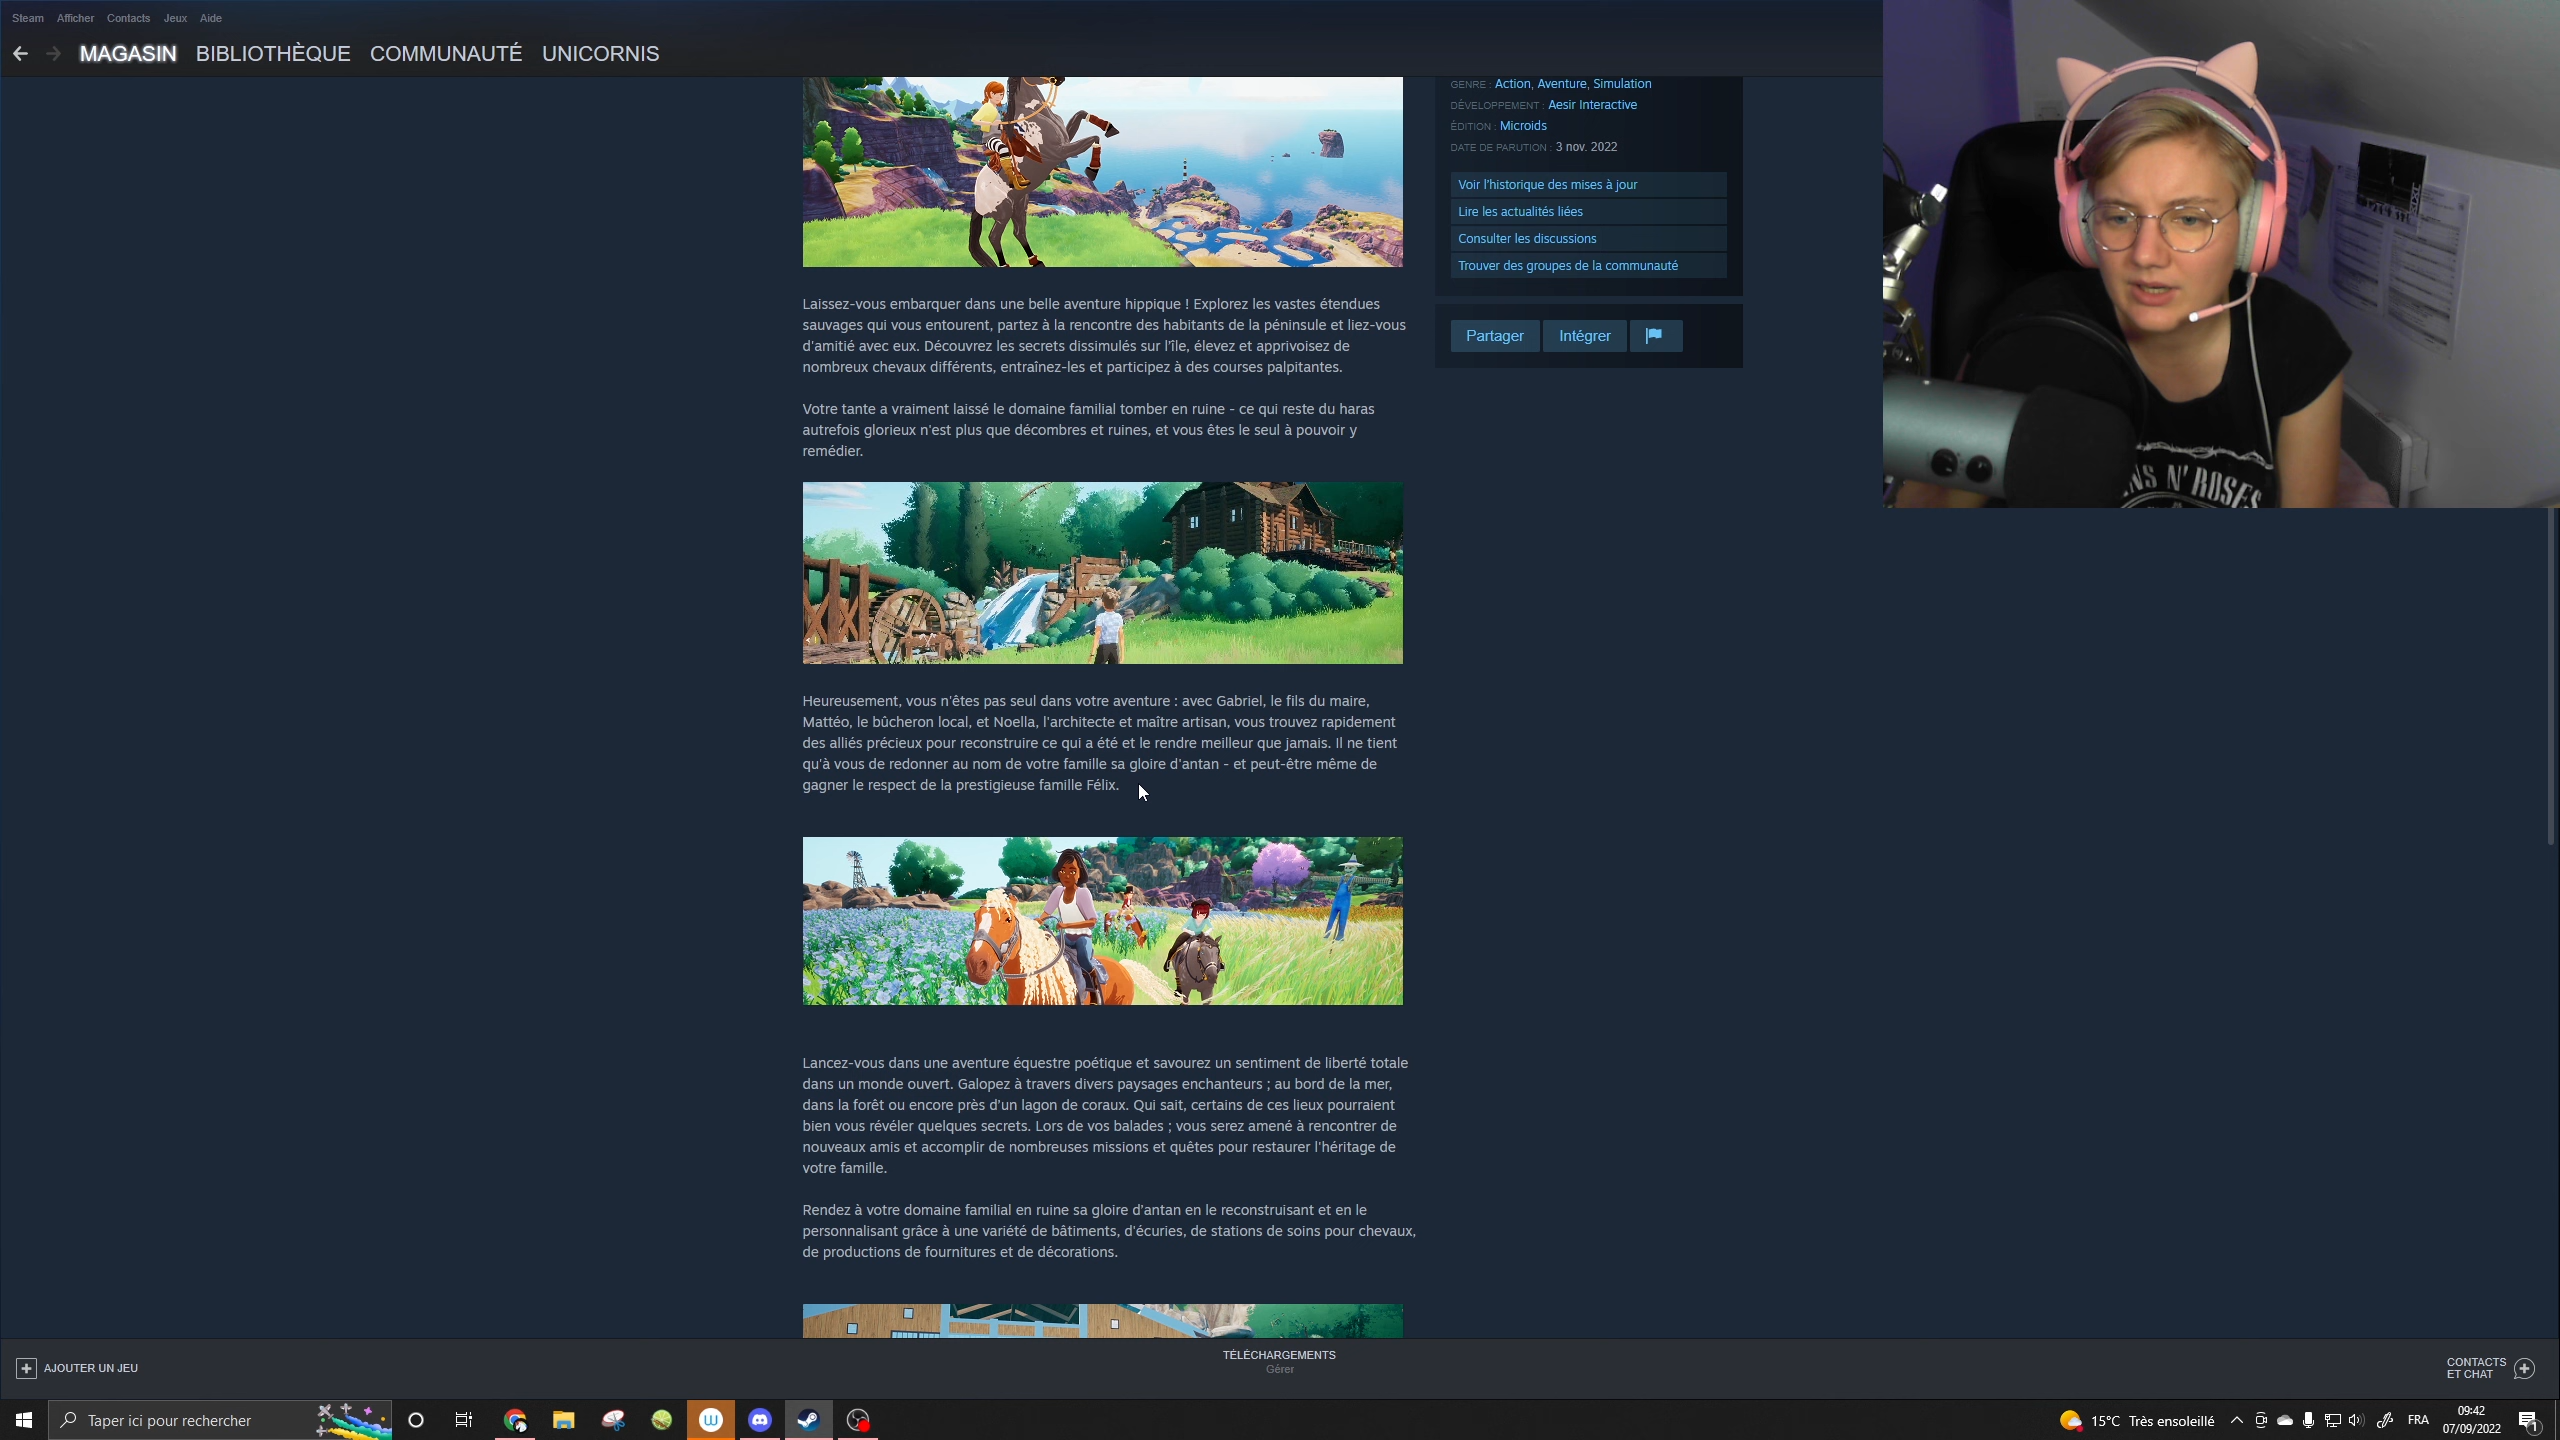 Steam Afficher Contacts Jeux Aide
MAGASIN BIBLIOTHÈQUE COMMUNAUTÉ UNICORNIS
GENRE : Action, Aventure, Simulation
DÉVELOPPEMENT : Aesir Interactive
ÉDITION : Microids
DATE DE PARUTION : 3 nov. 2022
Voir l'historique des mises à jour
Lire les actualités liées
Consulter les discussions
Trouver des groupes de la communauté
Partager Intégrer
Laissez-vous embarquer dans une belle aventure hippique ! Explorez les vastes étendues
sauvages qui vous entourent, partez à la rencontre des habitants de la péninsule et liez-vous
d'amitié avec eux. Découvrez les secrets dissimulés sur l'île, élevez et apprivoisez de
nombreux chevaux différents, entraînez-les et participez à des courses palpitantes.
Votre tante a vraiment laissé le domaine familial tomber en ruine - ce qui reste du haras
autrefois glorieux n'est plus que décombres et ruines, et vous êtes le seul à pouvoir y
remédier.
Heureusement, vous n'êtes pas seul dans votre aventure : avec Gabriel, le fils du maire,
Mattéo, le bûcheron local, et Noella, l'architecte et maître artisan, vous trouvez rapidement
des alliés précieux pour reconstruire ce qui a été et le rendre meilleur que jamais. Il ne tient
qu'à vous de redonner au nom de votre famille sa gloire d'antan - et peut-être même de
gagner le respect de la prestigieuse famille Félix.
Lancez-vous dans une aventure équestre poétique et savourez un sentiment de liberté totale
dans un monde ouvert. Galopez à travers divers paysages enchanteurs ; au bord de la mer,
dans la forêt ou encore près d'un lagon de coraux. Qui sait, certains de ces lieux pourraient
bien vous révéler quelques secrets. Lors de vos balades ; vous serez amené à rencontrer de
nouveaux amis et accomplir de nombreuses missions et quêtes pour restaurer l'héritage de
votre famille.
Rendez à votre domaine familial en ruine sa gloire d'antan en le reconstruisant et en le
personnalisant grâce à une variété de bâtiments, d'écuries, de stations de soins pour chevaux,
de productions de fournitures et de décorations.
NS N' ROSES
AJOUTER UN JEU
TÉLÉCHARGEMENTS
Gérer
CONTACTS
ET CHAT
Taper ici pour rechercher
W
15°C Très ensoleillé
FRA
09:42
07/09/2022
1